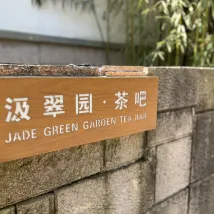 汲翠园·茶吧
JADE GREEN GARDEN TEA BAR